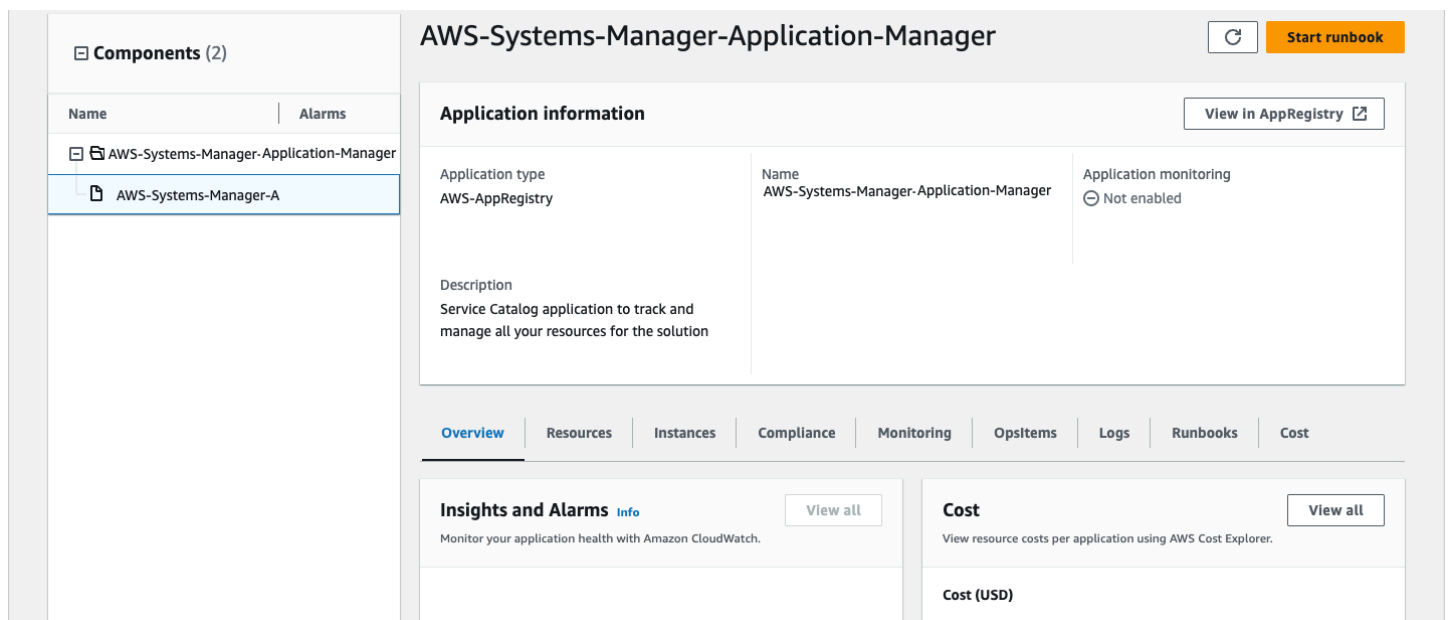 Components (2)
Name Alarms
AWS-Systems-Manager-Application-Manager
AWS-Systems-Manager-A
AWS-Systems-Manager-Application-Manager
Start runbook
Application information
View in AppRegistry
Application type
AWS-AppRegistry
Name
AWS-Systems-Manager-Application-Manager
Application monitoring
Not enabled
Description
Service Catalog application to track and
manage all your resources for the solution
Overview Resources Instances Compliance Monitoring OpsItems Logs Runbooks Cost
Insights and Alarms Info
View all
Monitor your application health with Amazon CloudWatch.
Cost
View all
View resource costs per application using AWS Cost Explorer.
Cost (USD)